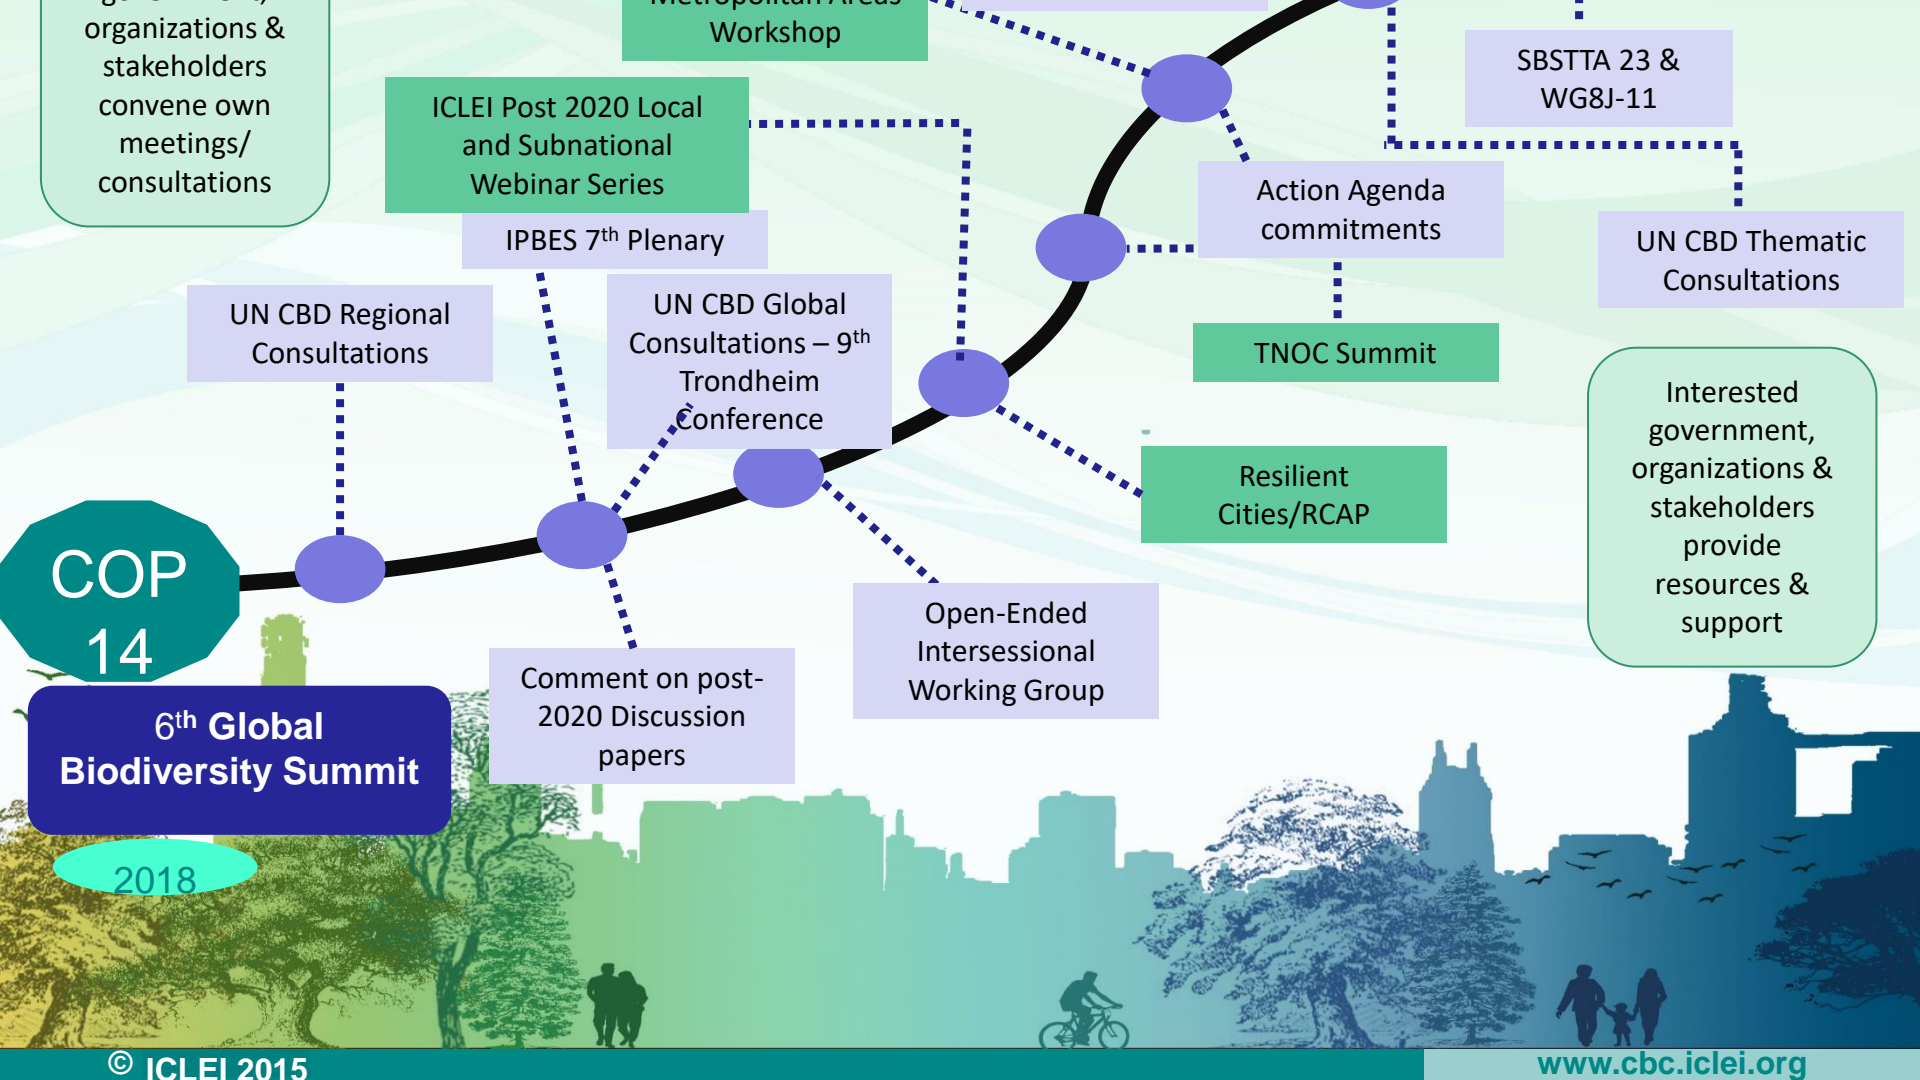 organizations &
stakeholders
convene own
meetings/
consultations
Metropolitan Areas
Workshop
SBSTTA 23 &
WG8J-11
ICLEI Post 2020 Local
and Subnational
Webinar Series
IPBES 7th Plenary
Action Agenda
commitments
UN CBD Thematic
Consultations
UN CBD Regional
Consultations
UN CBD Global
Consultations – 9th
Trondheim
Conference
TNOC Summit
Interested
government,
organizations &
stakeholders
provide
resources &
support
Resilient
Cities/RCAP
COP
14
Open-Ended
Intersessional
Working Group
Comment on post-
2020 Discussion
papers
6th Global
Biodiversity Summit
2018
© ICLEI 2015
www.cbc.iclei.org